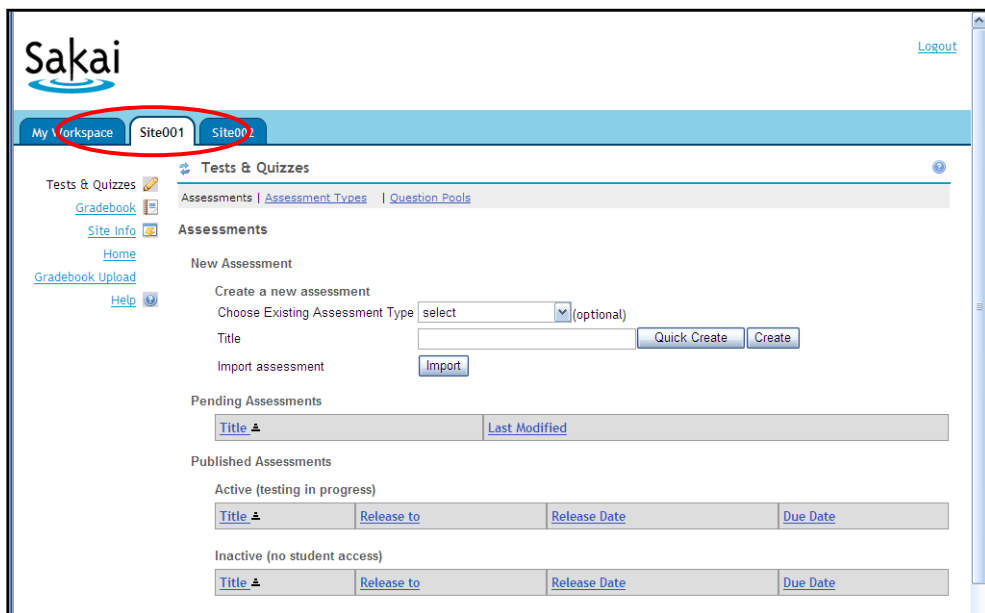 Sakai
Logout
My Workspace Site001 Site002
Tests & Quizzes
Gradebook
Site Info
Home
Gradebook Upload
Help
Tests & Quizzes
Assessments | Assessment Types | Question Pools
Assessments
New Assessment
Create a new assessment
Choose Existing Assessment Type select (optional)
Title Quick Create Create
Import assessment Import
Pending Assessments
Title Last Modified
Published Assessments
Active (testing in progress)
Title Release to Release Date Due Date
Inactive (no student access)
Title Release to Release Date Due Date